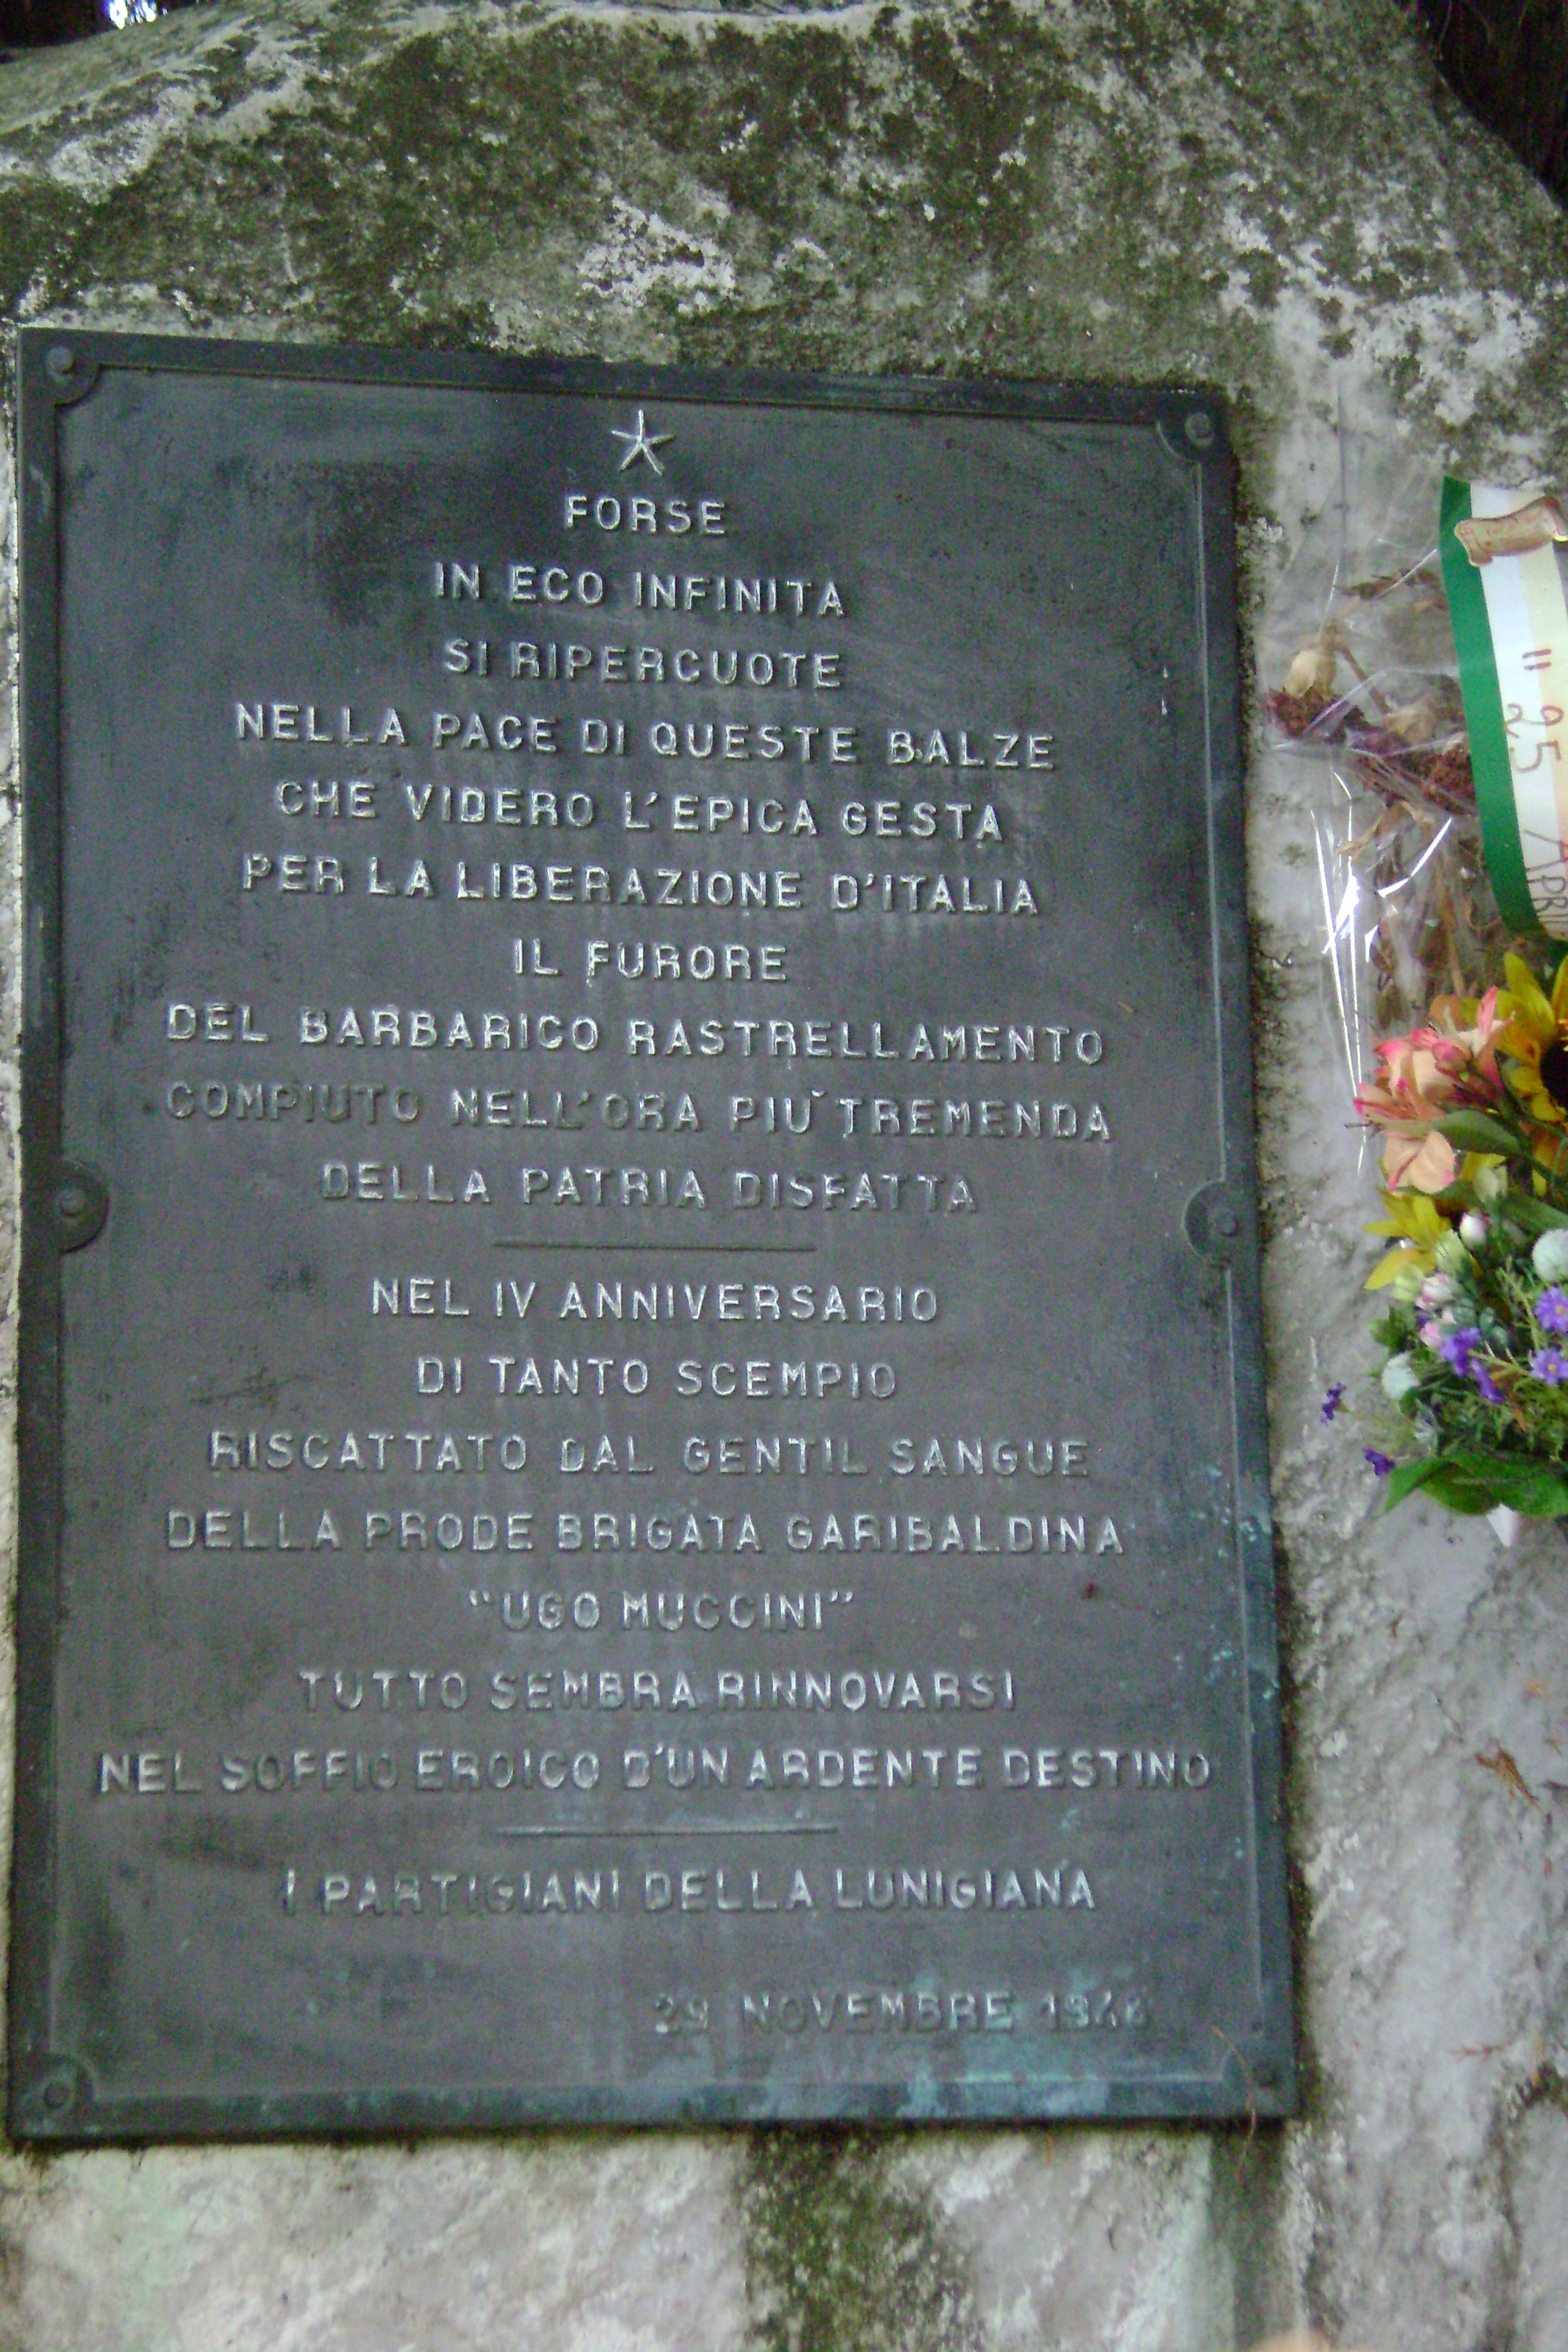 FORSE
IN ECO INFINITA
SI RIPERCUOTE
NELLA PACE DI QUESTE BALZE
CHE VIDERO L'EPICA GESTA
PER LA LIBERAZIONE D'ITALIA
IL FURORE
DEL BARBARICO RASTRELLAMENTO
COMPIUTO NELL'ORA PIU' TREMENDA
DELLA PATRIA DISFATTA
NEL IV ANNIVERSARIO
DI TANTO SCEMPIO
RISCATTATO DAL GENTIL SANGUE
DELLA PRODE BRIGATA GARIBALDINA
"UGO MUCCINI"
TUTTO SEMBRA RINNOVARSI
NEL SOFFIO EROICO D'UN ARDENTE DESTINO
I PARTIGIANI DELLA LUNIGIANA
29 NOVEMBRE 1948
"25